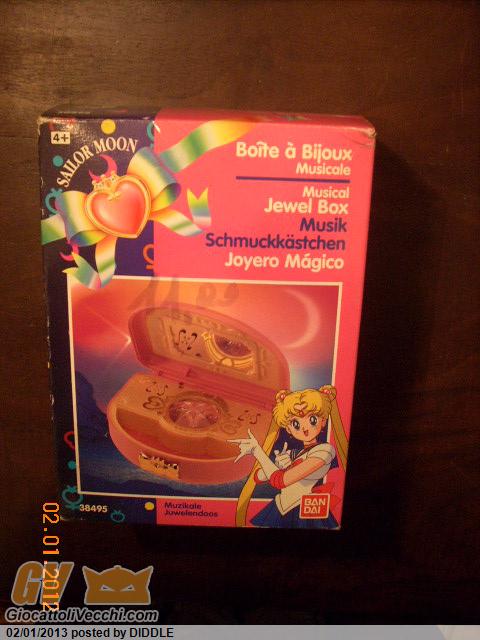 4+
SAILOR MOON
Boîte à Bijoux
Musicale
Musical
Jewel Box
Musik
Schmuckkästchen
Joyero Mágico
38495
Muzikale
Juwelendoos
BAN
DAI
02.01.2012
GV
GiocattoliVecchi.com
02/01/2013 posted by DIDDLE